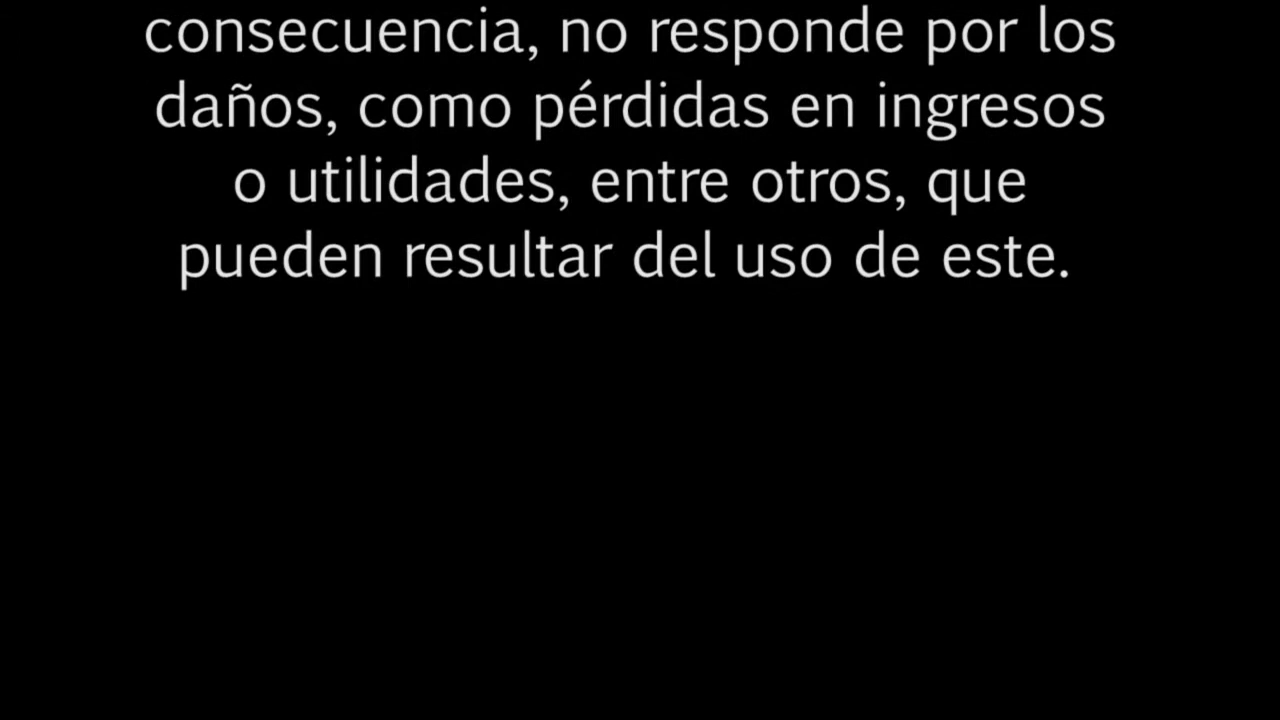 consecuencia, no responde por los
daños, como pérdidas en ingresos
o utilidades, entre otros, que
pueden resultar del uso de este.